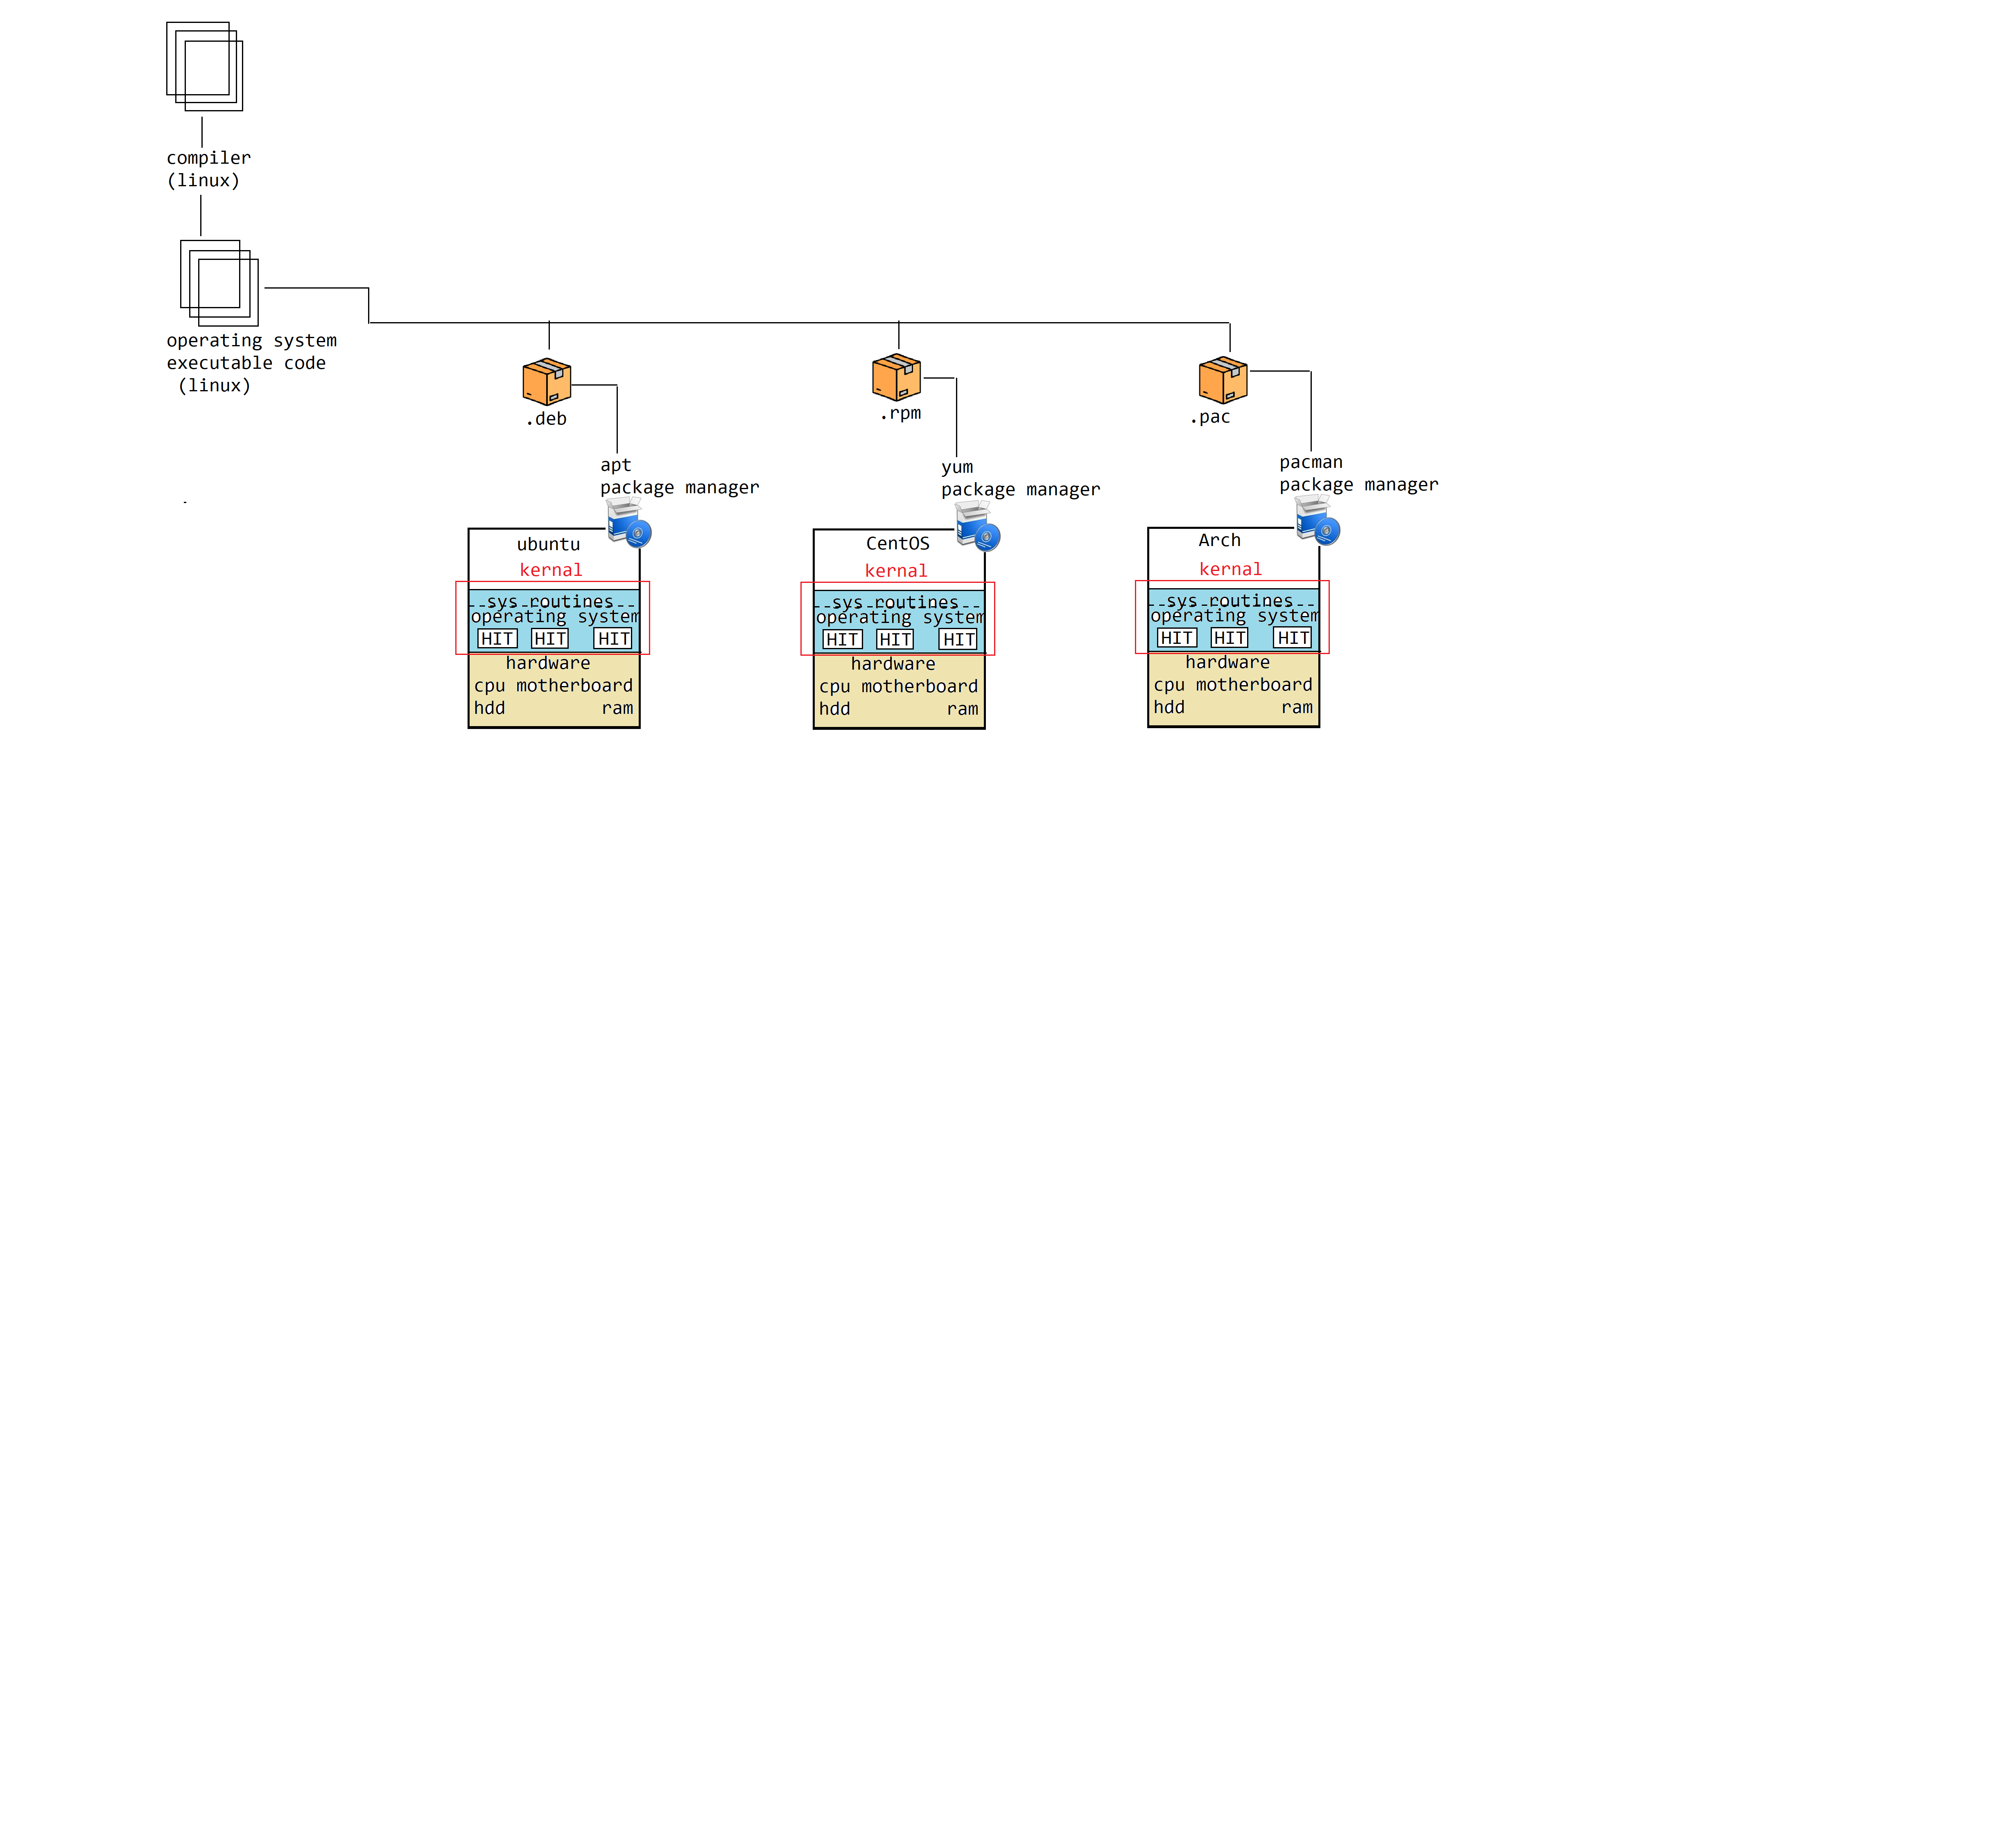 compiler
(linux)
operating system
executable code
(linux)
.deb
.rpm
.pac
apt
package manager
yum
package manager
pacman
package manager
ubuntu
kernal
sys routines
operating system
HIT HIT HIT
hardware
cpu motherboard
hdd ram
CentOS
kernal
sys routines
operating system
HIT HIT HIT
hardware
cpu motherboard
hdd ram
Arch
kernal
sys routines
operating system
HIT HIT HIT
hardware
cpu motherboard
hdd ram